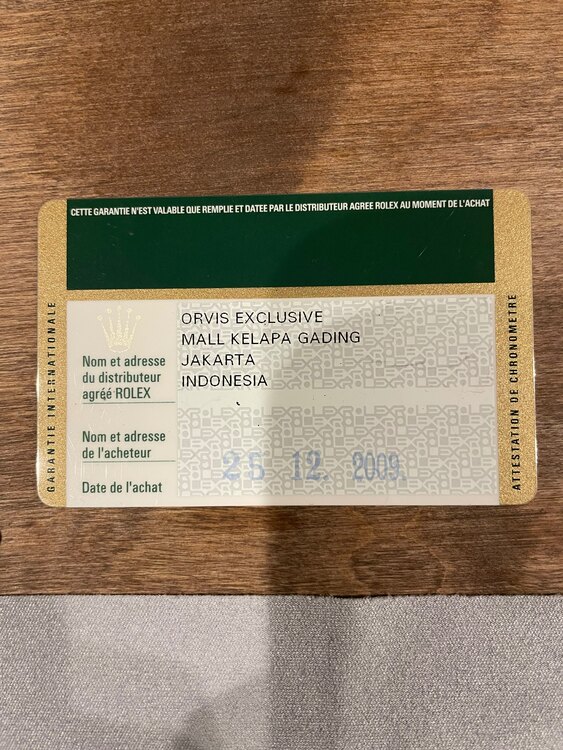 CETTE GARANTIE N'EST VALABLE QUE REMPLIE ET DATEE PAR LE DISTRIBUTEUR AGREE ROLEX AU MOMENT DE L'ACHAT
GARANTIE INTERNATIONALE
Nom et adresse
du distributeur
agréé ROLEX
ORVIS EXCLUSIVE
MALL KELAPA GADING
JAKARTA
INDONESIA
Nom et adresse
de l'acheteur
Date de l'achat
25 12. 2009.
ATTESTATION DE CHRONOMETRE